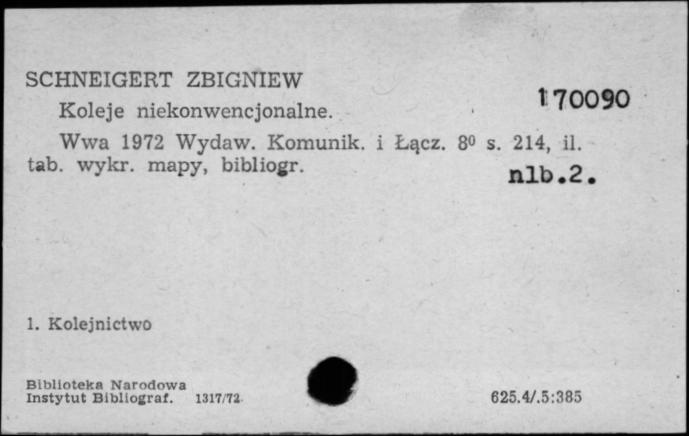 SCHNEIGERT ZBIGNIEW
170090
Koleje niekonwencjonalne.
Wwa 1972 Wydaw. Komunik. i Łącz. 8⁰ s. 214, il.
tab. wykr. mapy, bibliogr.
nlb.2.
1. Kolejnictwo
Biblioteka Narodowa
Instytut Bibliograf. 1317/72
625.4/.5:385